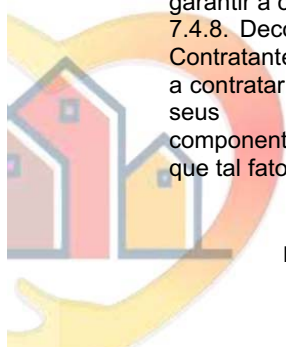 garantir a c
7.4.8. Deco
Contratante
a contratar
seus
component
que tal fato